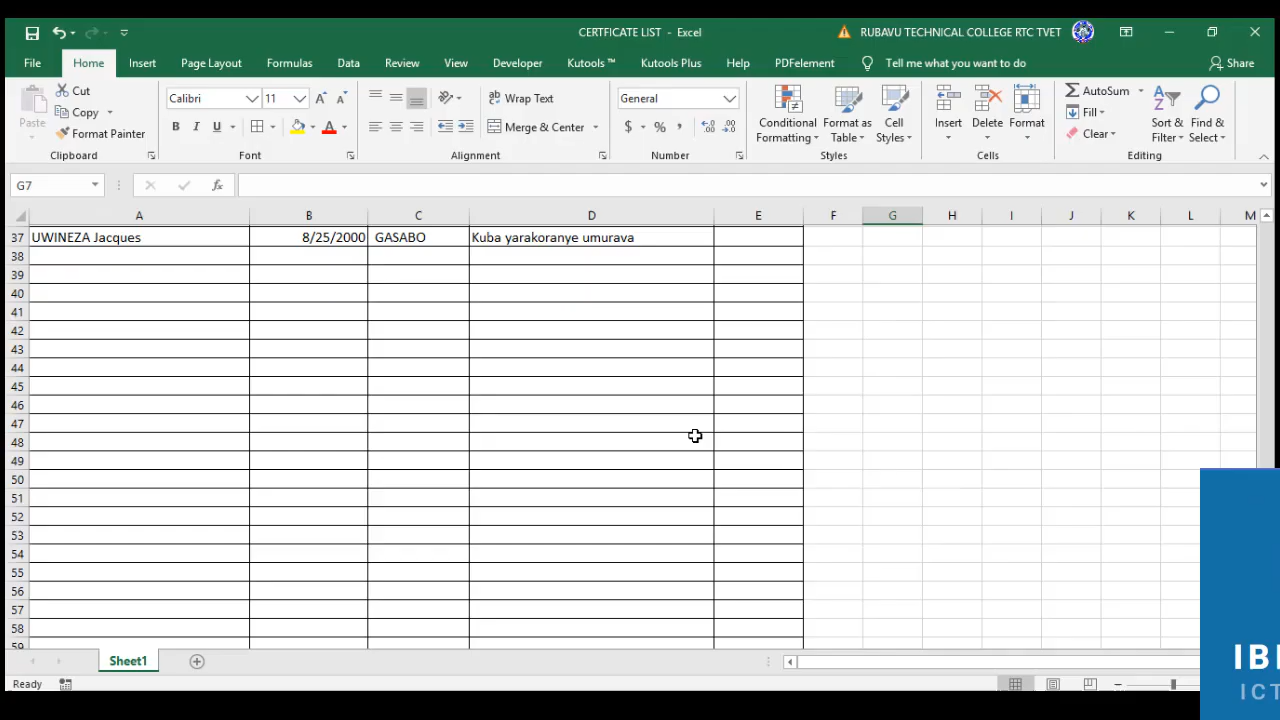 CERTFICATE LIST - Excel
RUBAVU TECHNICAL COLLEGE RTC TVET
File Home Insert Page Layout Formulas Data Review View Developer Kutools ™ Kutools Plus Help PDFelement Tell me what you want to do Share
Paste
Cut
Copy
Format Painter
Clipboard
Calibri 11
B I U
Font
Wrap Text
Merge & Center
Alignment
General
$ % ,
Number
Conditional Formatting
Format as Table
Cell Styles
Styles
Insert
Delete
Format
Cells
AutoSum
Fill
Clear
Sort & Filter
Find & Select
Editing
G7
fx
A B C D E F G H I J K L M
37 UWINEZA Jacques 8/25/2000 GASABO Kuba yarakoranye umurava
38
39
40
41
42
43
44
45
46
47
48
49
50
51
52
53
54
55
56
57
58
59
Sheet1
Ready
ICT